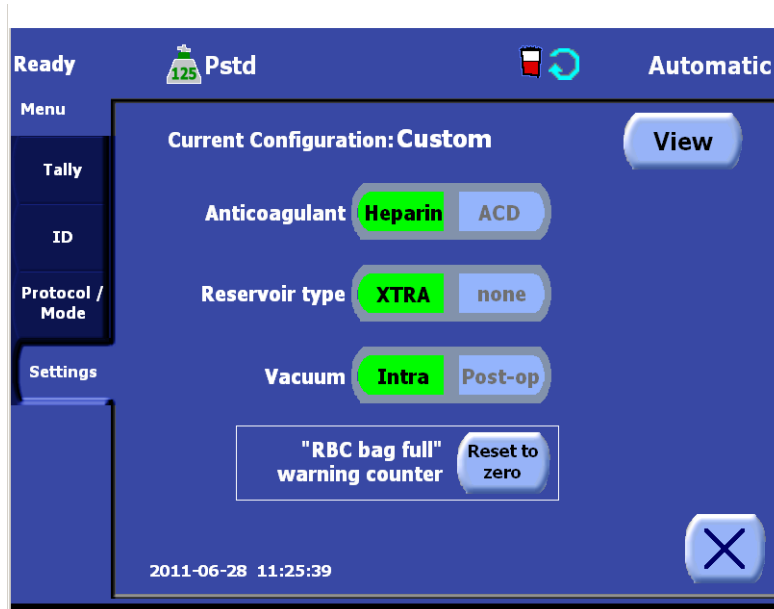 Ready
125 Pstd
Automatic
Menu
Tally
ID
Protocol /
Mode
Settings
Current Configuration: Custom
View
Anticoagulant Heparin ACD
Reservoir type XTRA none
Vacuum Intra Post-op
"RBC bag full"
warning counter
Reset to
zero
2011-06-28 11:25:39